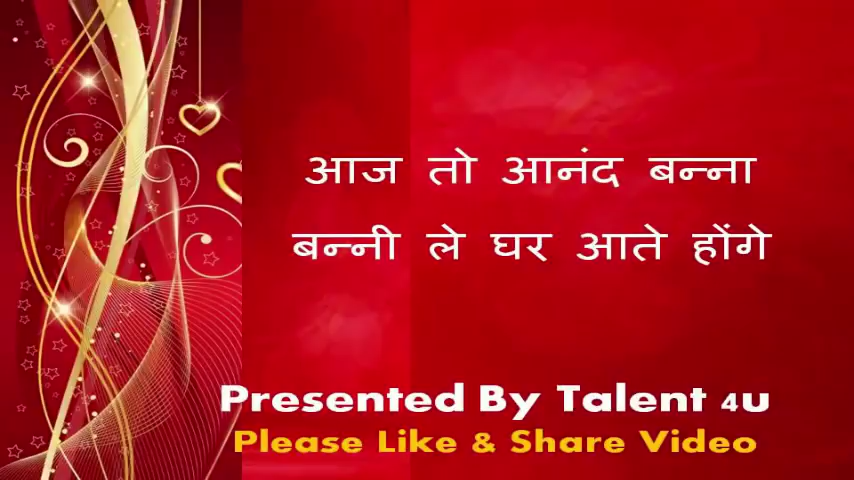 आज तो आनंद बन्ना
बन्नी ले घर आते होंगे
Presented By Talent 4u
Please Like & Share Video